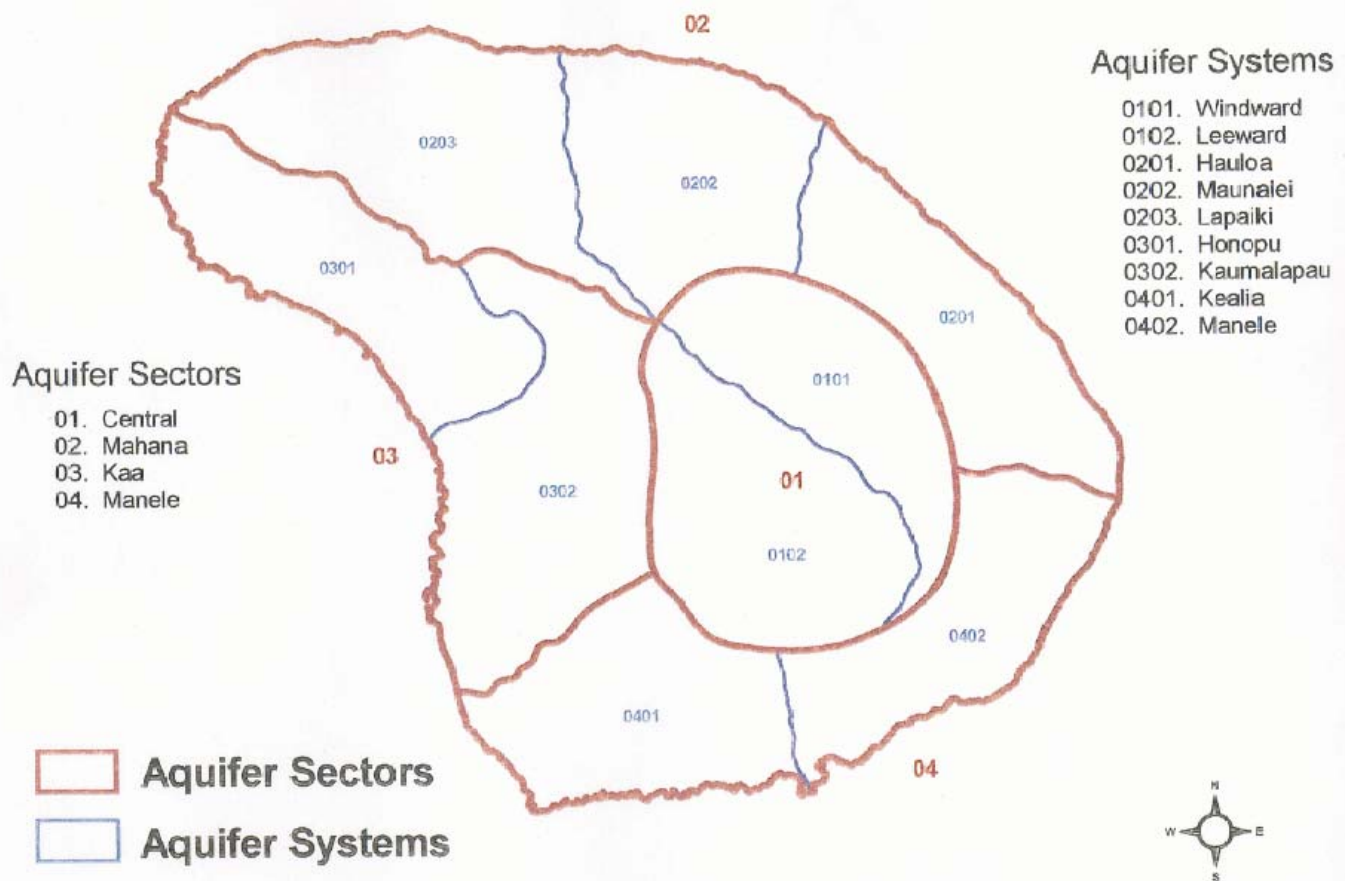 02
Aquifer Systems
0101. Windward
0102. Leeward
0201. Hauloa
0202. Maunalei
0203. Lapaiki
0301. Honopu
0302. Kaumalapau
0401. Kealia
0402. Manele
0203
0202
0301
0201
Aquifer Sectors
01. Central
02. Mahana
03. Kaa
04. Manele
0101
03
0302
01
0102
0402
0401
04
Aquifer Sectors
Aquifer Systems
N
W
E
S